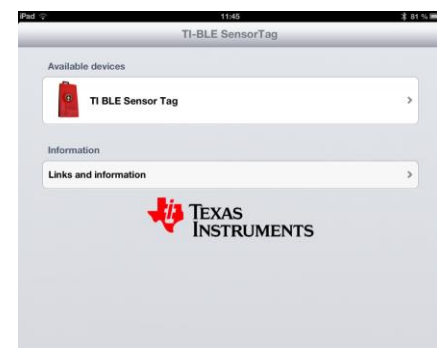 iPad 11:45 81 %
TI-BLE SensorTag
Available devices
TI BLE Sensor Tag
Information
Links and information
TEXAS
INSTRUMENTS